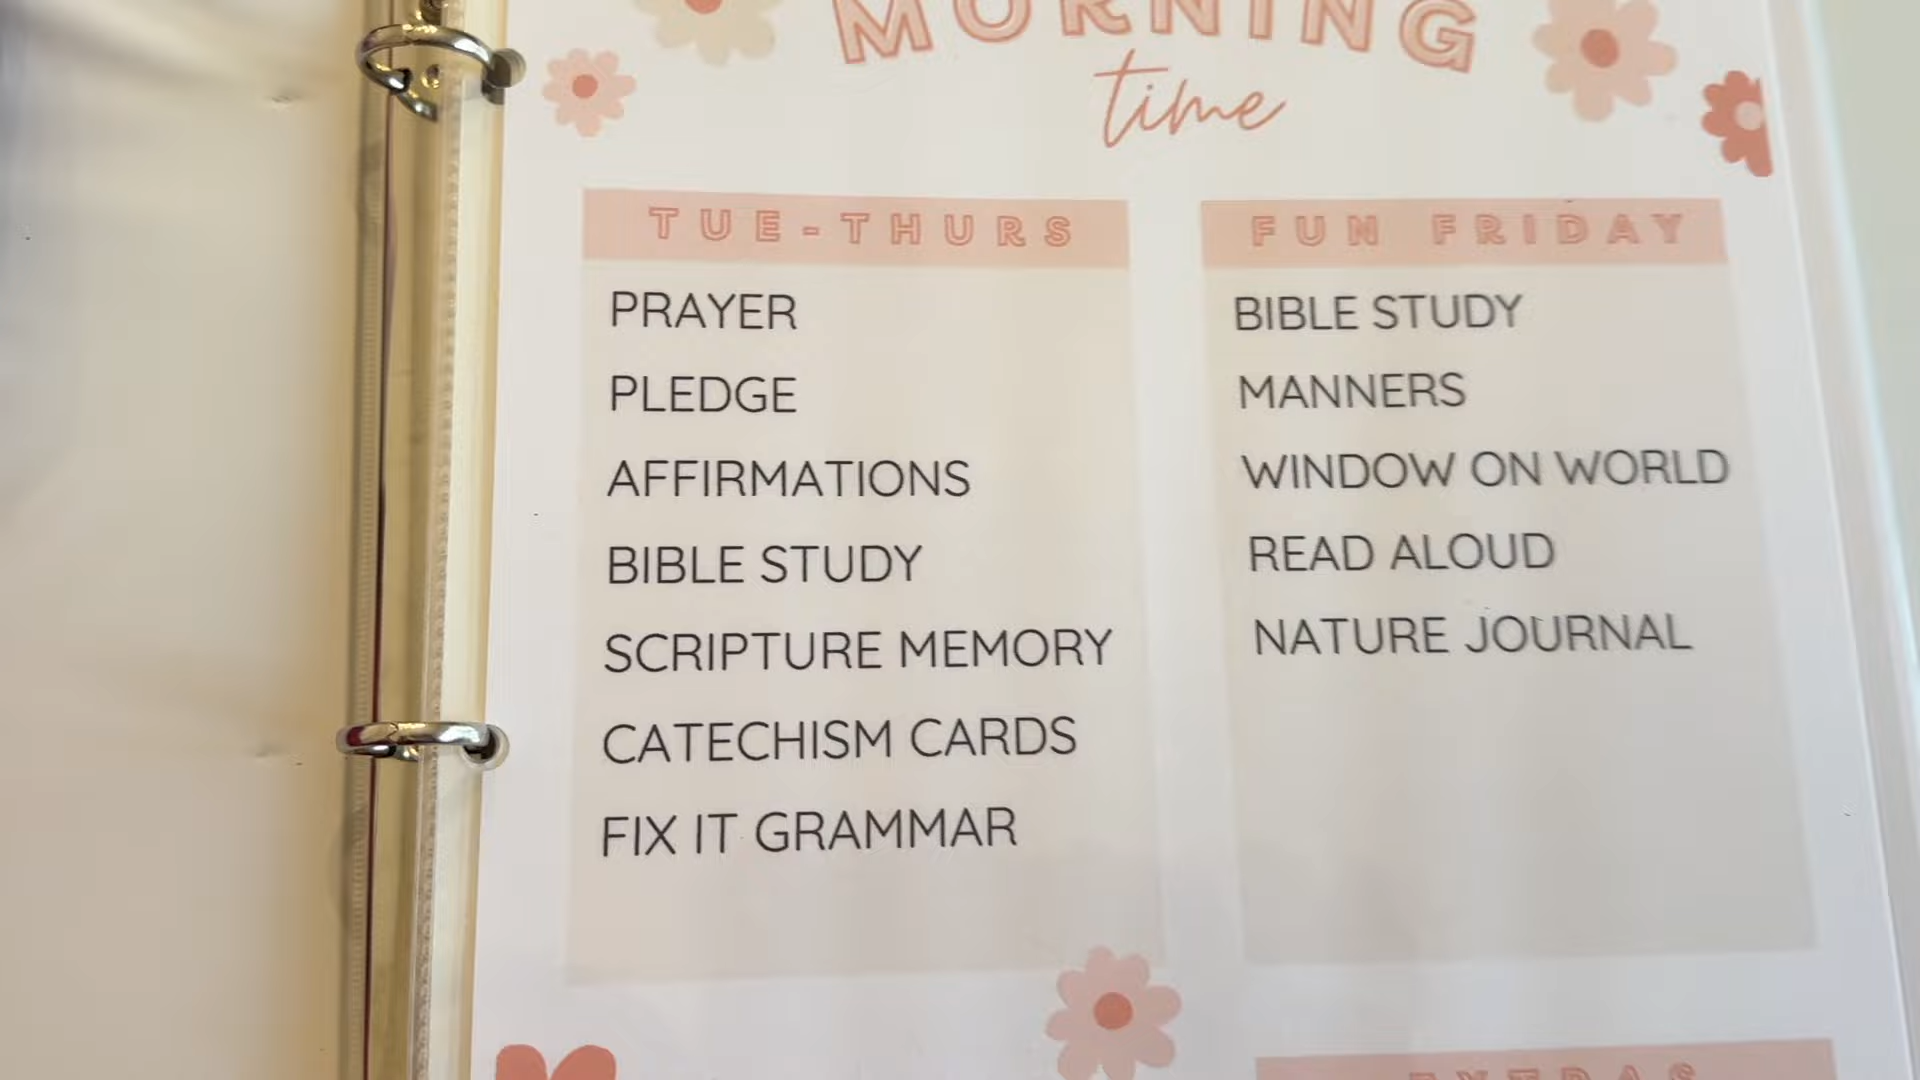 MORNING
time
TUE-THURS
PRAYER
PLEDGE
AFFIRMATIONS
BIBLE STUDY
SCRIPTURE MEMORY
CATECHISM CARDS
FIX IT GRAMMAR
FUN FRIDAY
BIBLE STUDY
MANNERS
WINDOW ON WORLD
READ ALOUD
NATURE JOURNAL
EXTRAS